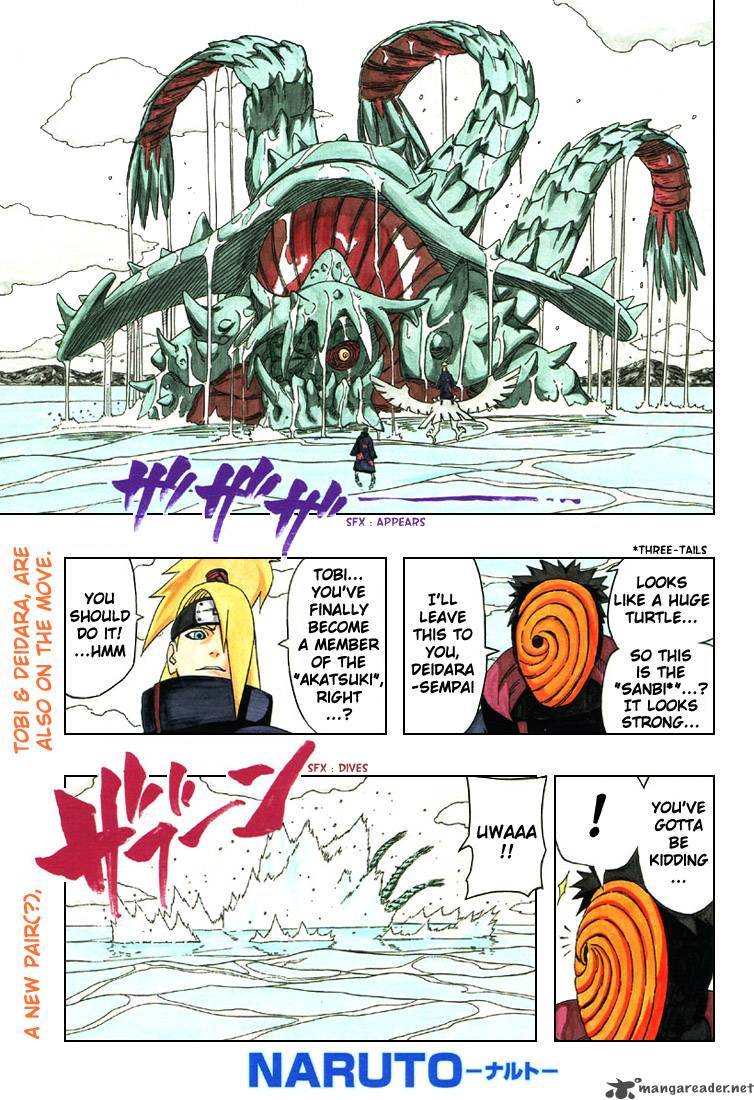 ザザザ
SFX : APPEARS
*THREE-TAILS
LOOKS
LIKE A HUGE
TURTLE...
SO THIS
IS THE
"SANBI*"...?
IT LOOKS
STRONG...
I'LL
LEAVE
THIS TO
YOU,
DEIDARA
-SEMPAI
TOBI...
YOU'VE
FINALLY
BECOME
A MEMBER
OF THE
"AKATSUKI",
RIGHT
...?
YOU
SHOULD
DO IT!
...HMM
A NEW PAIR(?),
TOBI & DEIDARA, ARE
ALSO ON THE MOVE.
YOU'VE
GOTTA
BE
KIDDING
...
!
UWAAA
!!
SFX : DIVES
ザブーン
NARUTO -ナルト-
mangareader.net